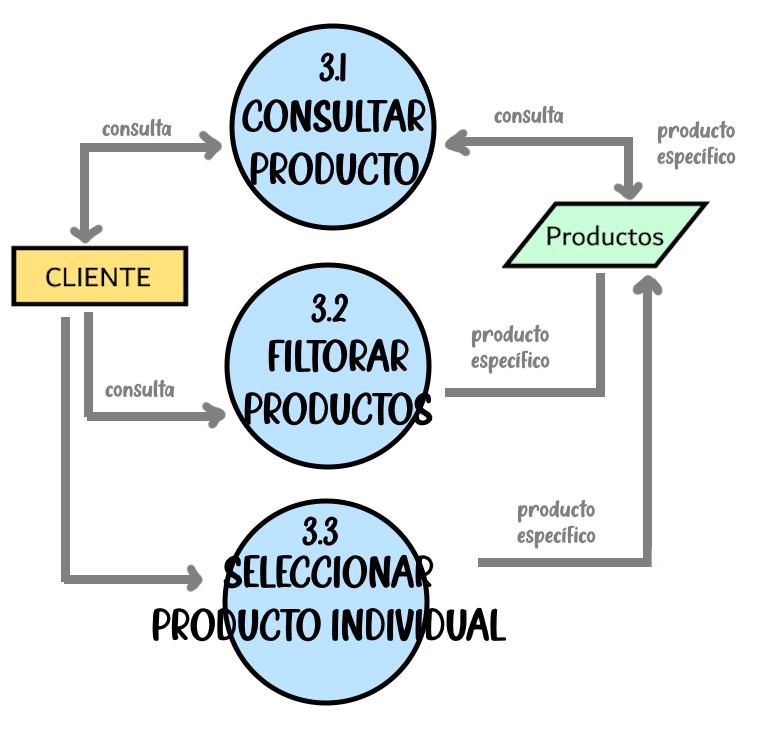 3.1
CONSULTAR
PRODUCTO
consulta
consulta
producto
específico
CLIENTE
Productos
3.2
FILTORAR
PRODUCTOS
producto
específico
consulta
3.3
SELECCIONAR
PRODUCTO INDIVIDUAL
producto
específico